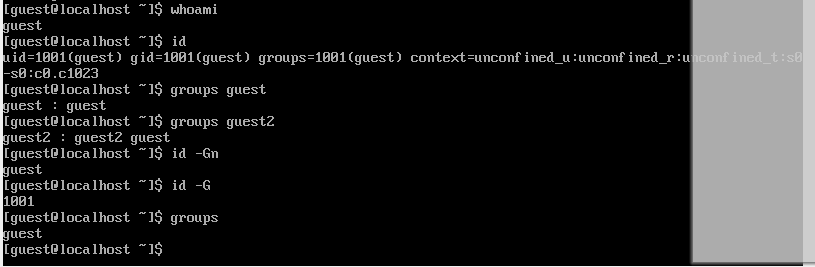 [guest@localhost ~]$ whoami
guest
[guest@localhost ~]$ id
uid=1001(guest) gid=1001(guest) groups=1001(guest) context=unconfined_u:unconfined_r:unconfined_t:s0
-s0:c0.c1023
[guest@localhost ~]$ groups guest
guest : guest
[guest@localhost ~]$ groups guest2
guest2 : guest2 guest
[guest@localhost ~]$ id -Gn
guest
[guest@localhost ~]$ id -G
1001
[guest@localhost ~]$ groups
guest
[guest@localhost ~]$